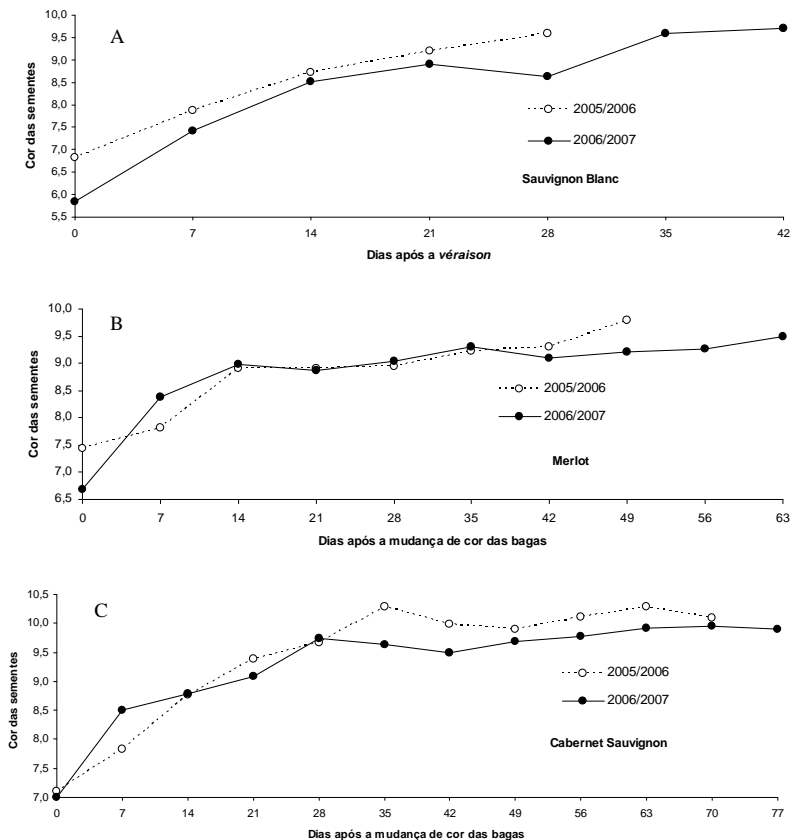 A
Cor das sementes
10,0
9,5
9,0
8,5
8,0
7,5
7,0
6,5
6,0
5,5
2005/2006
2006/2007
Sauvignon Blanc
0 7 14 21 28 35 42
Dias após a véraison
B
Cor das sementes
10,0
9,5
9,0
8,5
8,0
7,5
7,0
6,5
2005/2006
2006/2007
Merlot
0 7 14 21 28 35 42 49 56 63
Dias após a mudança de cor das bagas
C
Cor das sementes
10,5
10,0
9,5
9,0
8,5
8,0
7,5
7,0
2005/2006
2006/2007
Cabernet Sauvignon
0 7 14 21 28 35 42 49 56 63 70 77
Dias após a mudança de cor das bagas